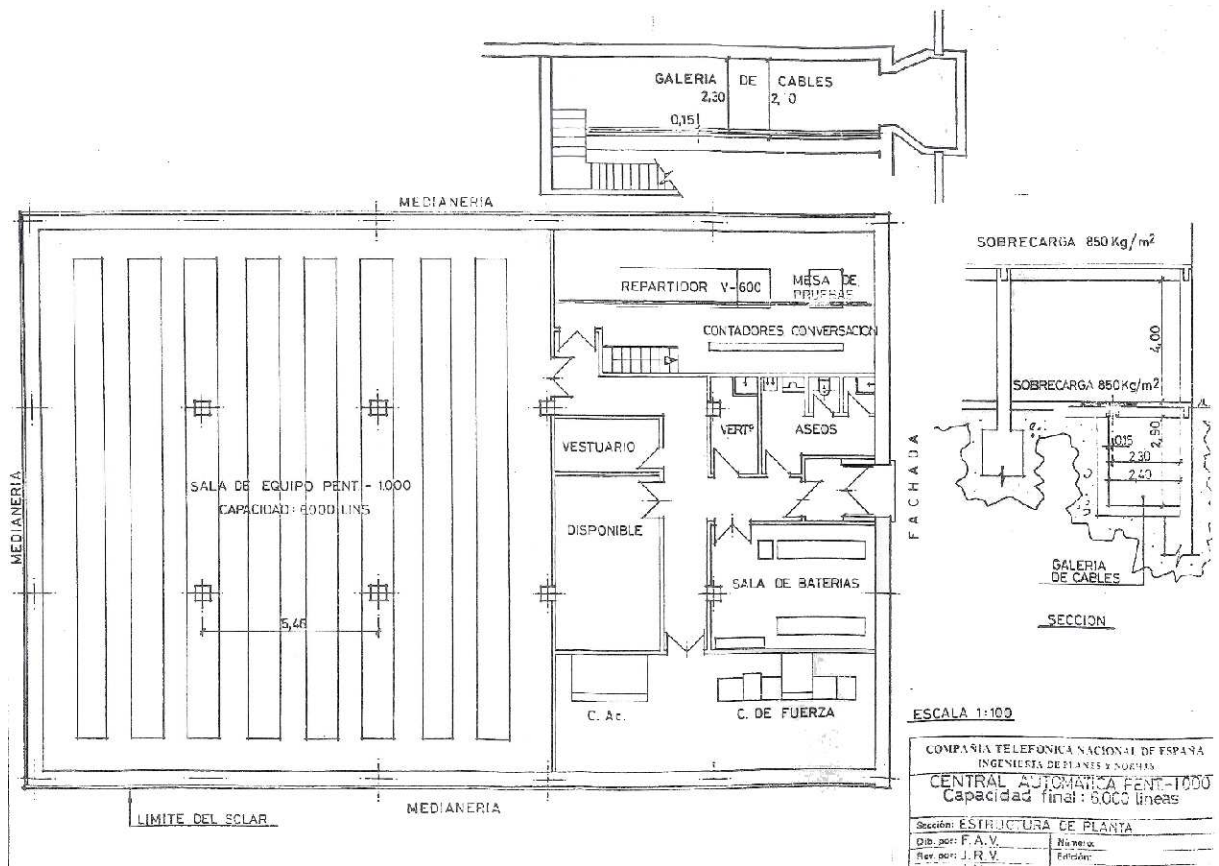 GALERIA DE CABLES
2,30
0,15
MEDIANERIA
SOBRECARGA 850 Kg/m²
REPARTIDOR V-600
MESA DE
PRUEBAS
CONTADORES CONVERSACION
4,00
SOBRECARGA 850 Kg/m²
VERTº
ASEOS
VESTUARIO
0,15
2,90
2,30
2,40
MEDIANERIA
SALA DE EQUIPO PENT - 1.000
CAPACIDAD: 6.000 LINS
FACHADA
DISPONIBLE
SALA DE BATERIAS
GALERIA
DE CABLES
5,46
SECCION
C. Ac.
C. DE FUERZA
ESCALA 1:100
COMPAÑIA TELEFONICA NACIONAL DE ESPAÑA
INGENIERIA DE PLANES Y NORMAS
CENTRAL AUTOMATICA PENT-1000
Capacidad final: 6.000 lineas
MEDIANERIA
LIMITE DEL SOLAR
Sección: ESTRUCTURA DE PLANTA
Dib. por: F. A. V.
Número:
Rev. por: J. R. V.
Edición: